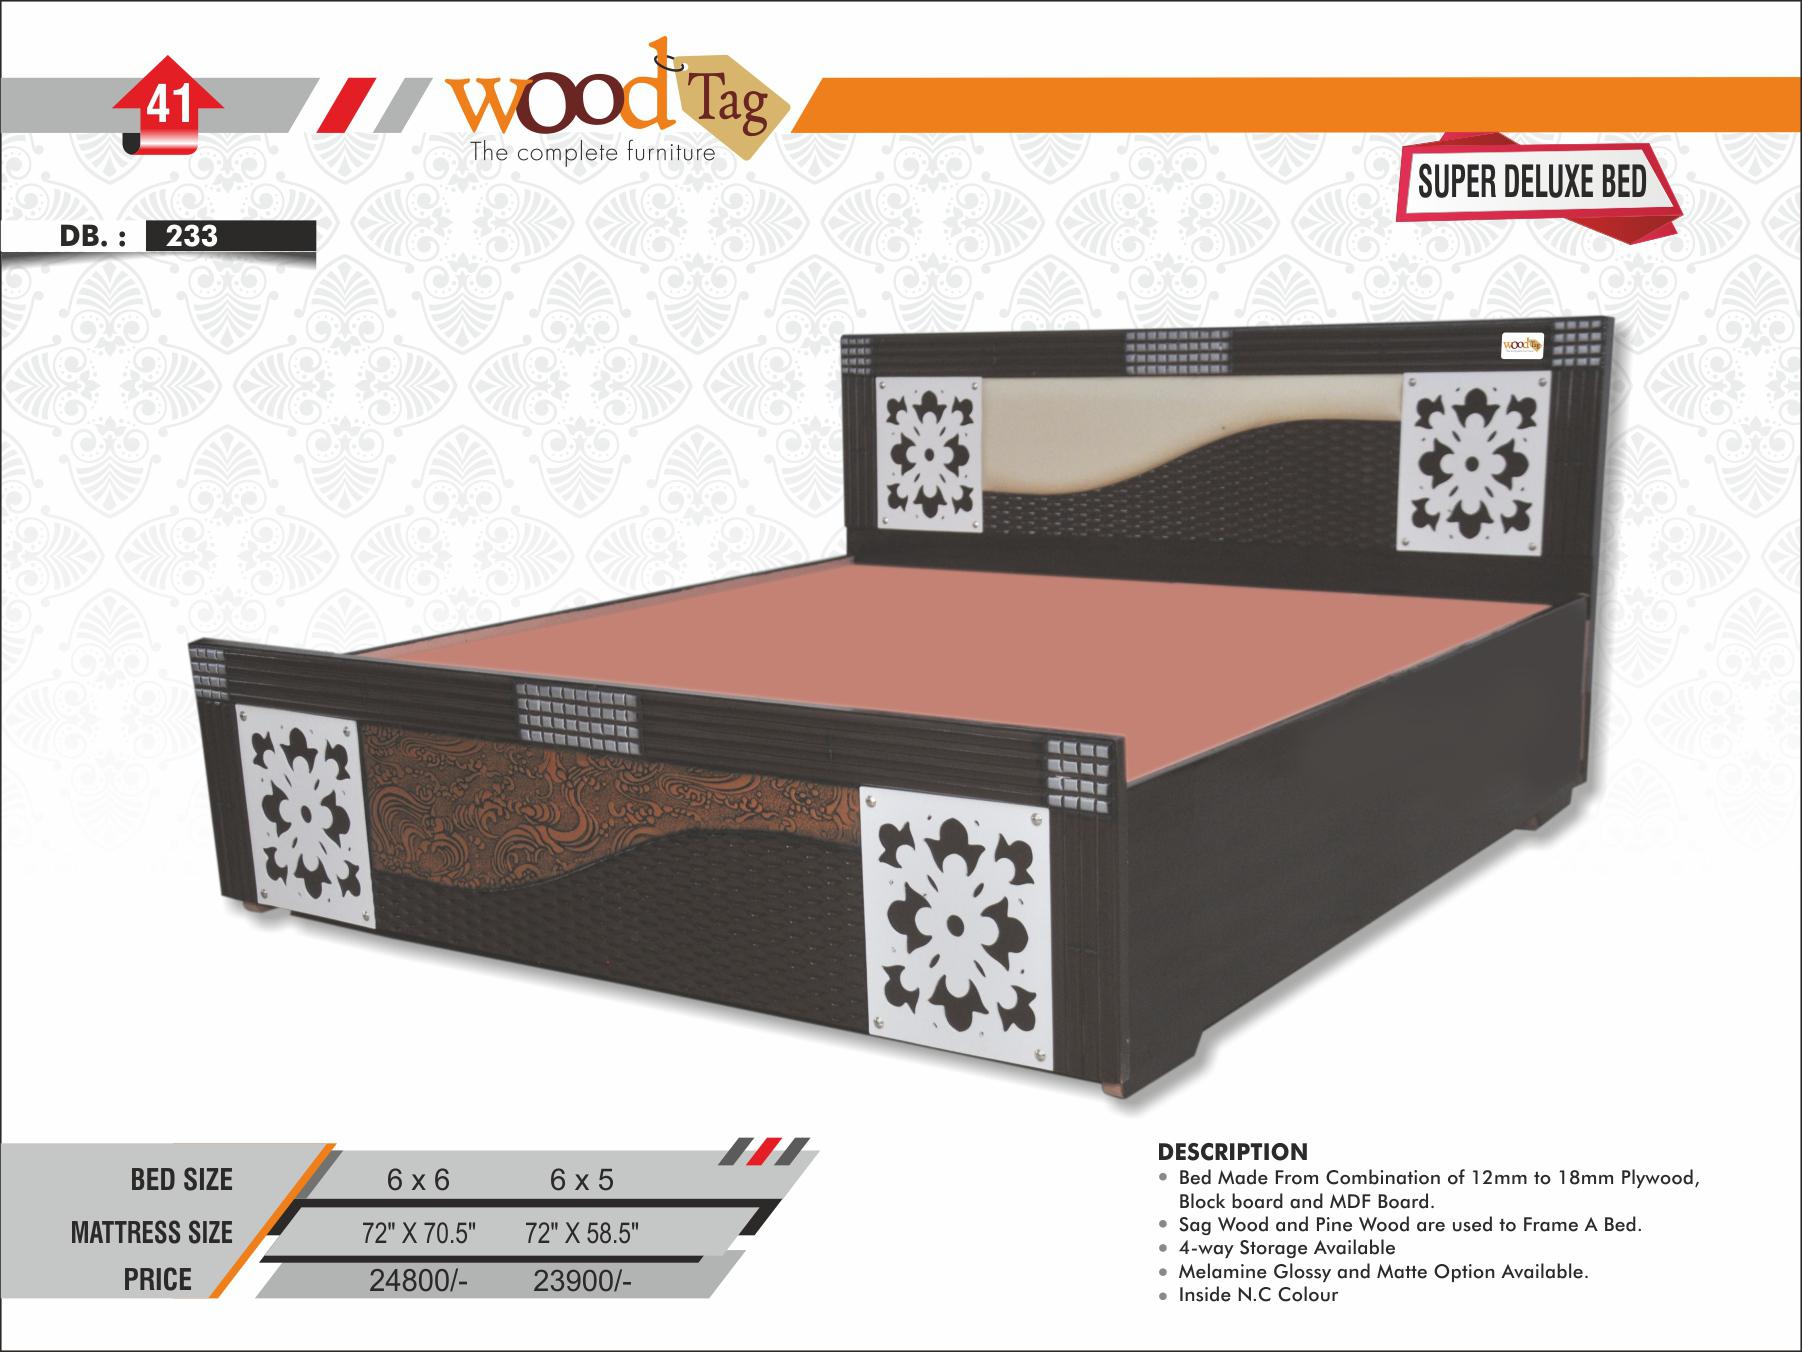 41
wood Tag
The complete furniture
SUPER DELUXE BED
DB. : 233
wood Tag
BED SIZE 6 x 6 6 x 5
MATTRESS SIZE 72" X 70.5" 72" X 58.5"
PRICE 24800/- 23900/-
DESCRIPTION
• Bed Made From Combination of 12mm to 18mm Plywood,
Block board and MDF Board.
• Sag Wood and Pine Wood are used to Frame A Bed.
• 4-way Storage Available
• Melamine Glossy and Matte Option Available.
• Inside N.C Colour